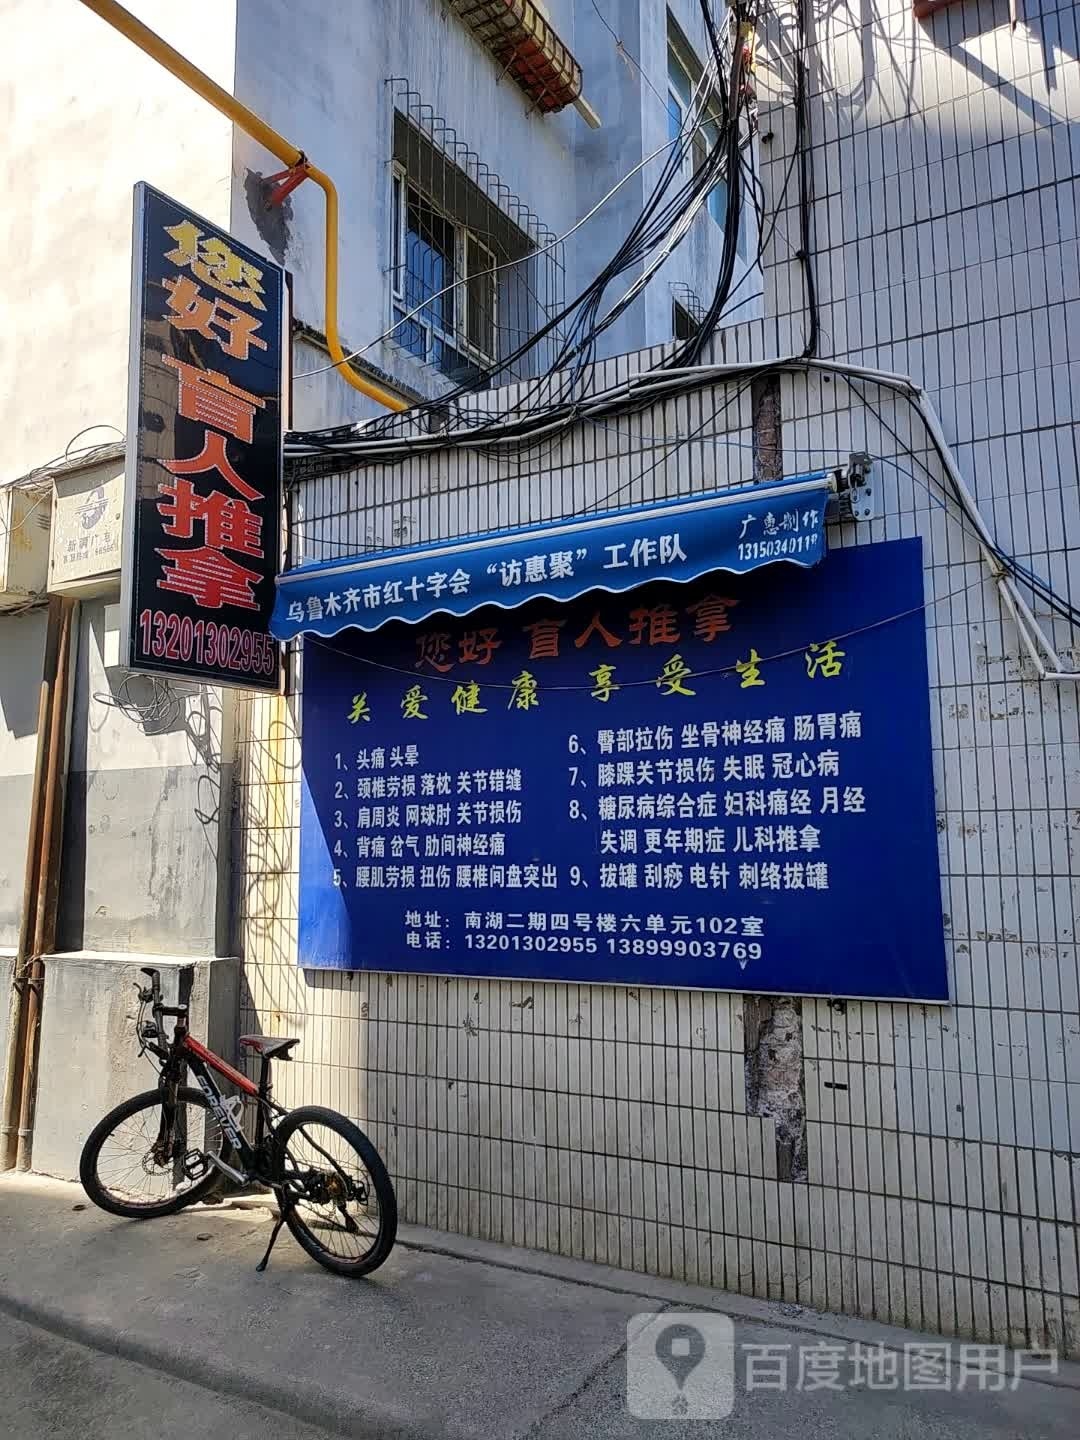 您好 盲人推拿
13201302955
乌鲁木齐市红十字会“访惠聚”工作队
广惠制作
您好 盲人推拿
关爱健康 享受生活
1、头痛 头晕
2、颈椎劳损 落枕 关节错缝
3、肩周炎 网球肘 关节损伤
4、背痛 岔气 肋间神经痛
5、腰肌劳损 扭伤 腰椎间盘突出
6、臀部拉伤 坐骨神经痛 肠胃痛
7、膝踝关节损伤 失眠 冠心病
8、糖尿病综合症 妇科痛经 月经
失调 更年期症 儿科推拿
9、拔罐 刮痧 电针 刺络拔罐
地址：南湖二期四号楼六单元102室
电话：13201302955 13899903769
FOREVER
百度地图用户